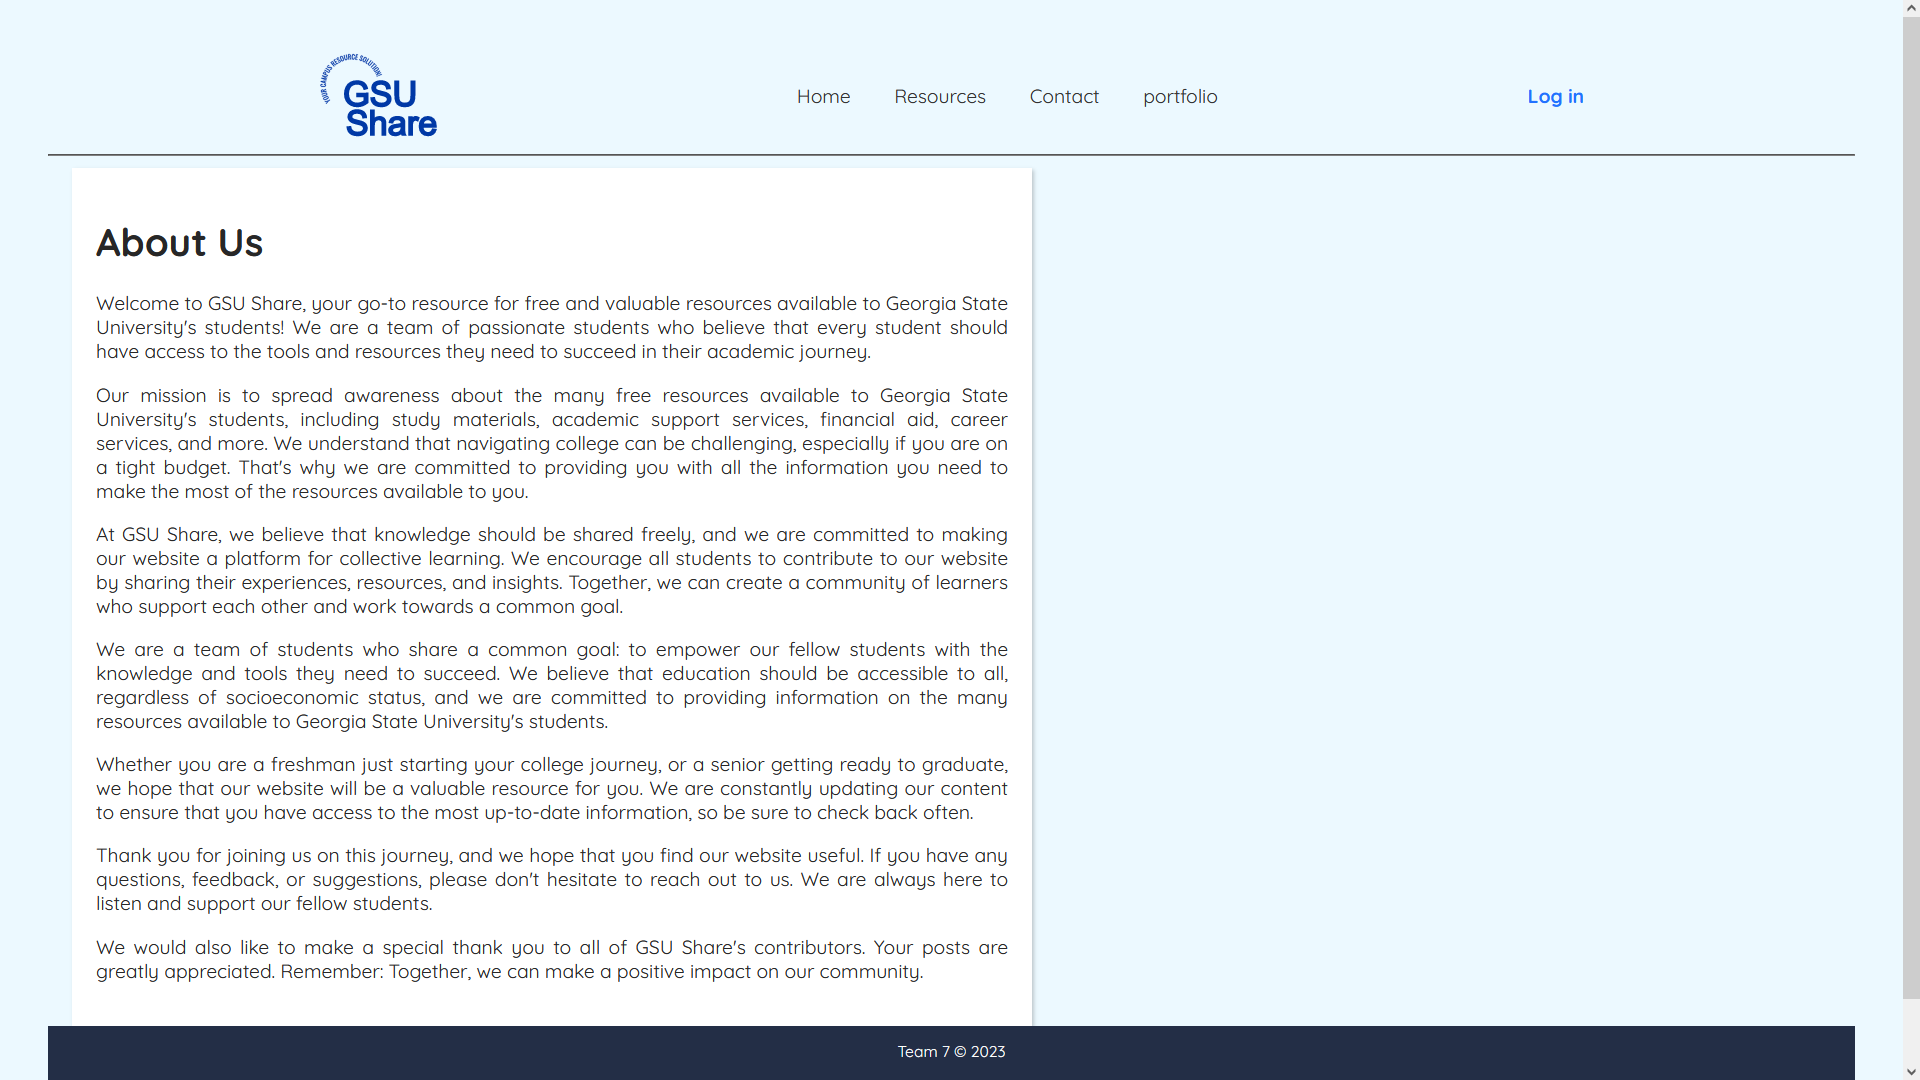 YOUR CAMPUS RESOURCE SOLUTION!
GSU
Share
Home
Resources
Contact
portfolio
Log in
About Us
Welcome to GSU Share, your go-to resource for free and valuable resources available to Georgia State
University's students! We are a team of passionate students who believe that every student should
have access to the tools and resources they need to succeed in their academic journey.
Our mission is to spread awareness about the many free resources available to Georgia State
University's students, including study materials, academic support services, financial aid, career
services, and more. We understand that navigating college can be challenging, especially if you are on
a tight budget. That's why we are committed to providing you with all the information you need to
make the most of the resources available to you.
At GSU Share, we believe that knowledge should be shared freely, and we are committed to making
our website a platform for collective learning. We encourage all students to contribute to our website
by sharing their experiences, resources, and insights. Together, we can create a community of learners
who support each other and work towards a common goal.
We are a team of students who share a common goal: to empower our fellow students with the
knowledge and tools they need to succeed. We believe that education should be accessible to all,
regardless of socioeconomic status, and we are committed to providing information on the many
resources available to Georgia State University's students.
Whether you are a freshman just starting your college journey, or a senior getting ready to graduate,
we hope that our website will be a valuable resource for you. We are constantly updating our content
to ensure that you have access to the most up-to-date information, so be sure to check back often.
Thank you for joining us on this journey, and we hope that you find our website useful. If you have any
questions, feedback, or suggestions, please don't hesitate to reach out to us. We are always here to
listen and support our fellow students.
We would also like to make a special thank you to all of GSU Share's contributors. Your posts are
greatly appreciated. Remember: Together, we can make a positive impact on our community.
Team 7 © 2023